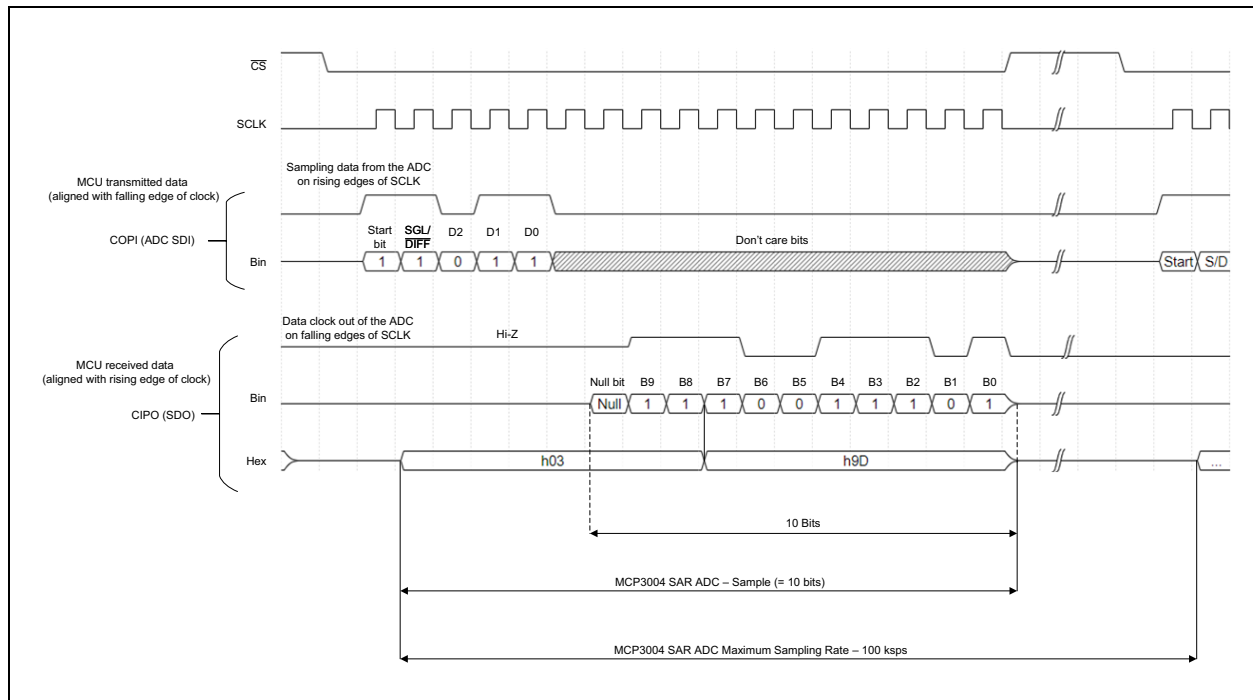 CS
SCLK
Sampling data from the ADC
on rising edges of SCLK
MCU transmitted data
(aligned with falling edge of clock)
COPI (ADC SDI)
Start
bit
SGL/
DIFF
D2
D1
D0
Don't care bits
Bin
1
1
0
1
1
Start
S/D
Data clock out of the ADC
on falling edges of SCLK
Hi-Z
MCU received data
(aligned with rising edge of clock)
CIPO (SDO)
Null bit
B9
B8
B7
B6
B5
B4
B3
B2
B1
B0
Bin
Null
1
1
1
0
0
1
1
1
0
1
Hex
h03
h9D
...
10 Bits
MCP3004 SAR ADC – Sample (= 10 bits)
MCP3004 SAR ADC Maximum Sampling Rate – 100 ksps